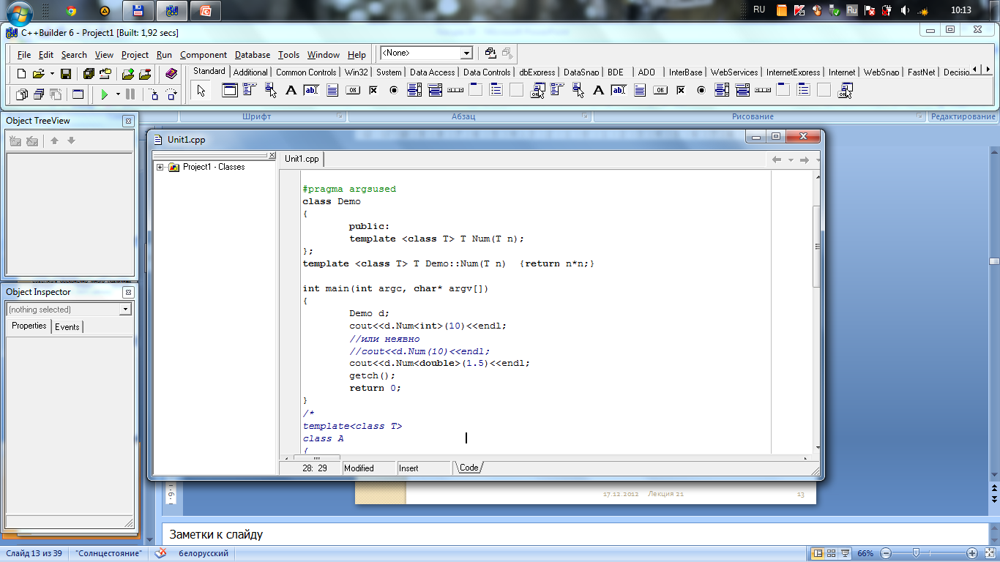 RU
Ru
10:13
C++Builder 6 - Project1 [Built: 1,92 secs]
File Edit Search View Project Run Component Database Tools Window Help
<None>
Standard Additional Common Controls Win32 System Data Access Data Controls dbExpress DataSnap BDE ADO InterBase WebServices InternetExpress Internet WebSnap FastNet Decisio
Шрифт Абзац Рисование Редактирование
Object TreeView
Unit1.cpp
Project1 - Classes
Unit1.cpp
#pragma argsused
class Demo
{
public:
template <class T> T Num(T n);
};
template <class T> T Demo::Num(T n) {return n*n;}
int main(int argc, char* argv[])
{
Demo d;
cout<<d.Num<int>(10)<<endl;
//или неявно
//cout<<d.Num(10)<<endl;
cout<<d.Num<double>(1.5)<<endl;
getch();
return 0;
}
/*
template<class T>
class A
{
28: 29 Modified Insert Code
Object Inspector
(nothing selected)
Properties Events
17.12.2012 Лекция 21 13
Заметки к слайду
Слайд 13 из 39 "Солнцестояние" белорусский 66%